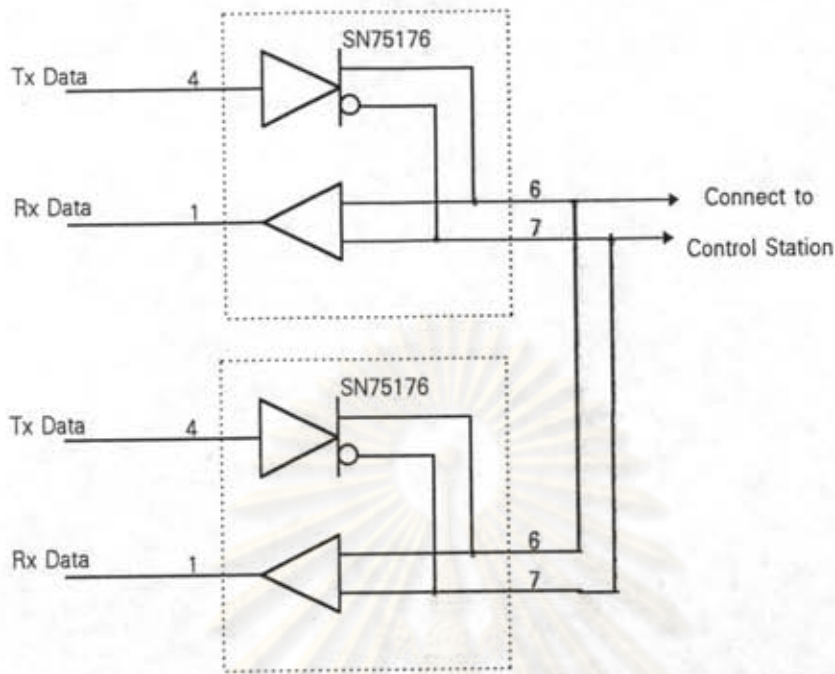 SN75176
Tx Data 4
Rx Data 1
6
7
Connect to
Control Station
SN75176
Tx Data 4
Rx Data 1
6
7